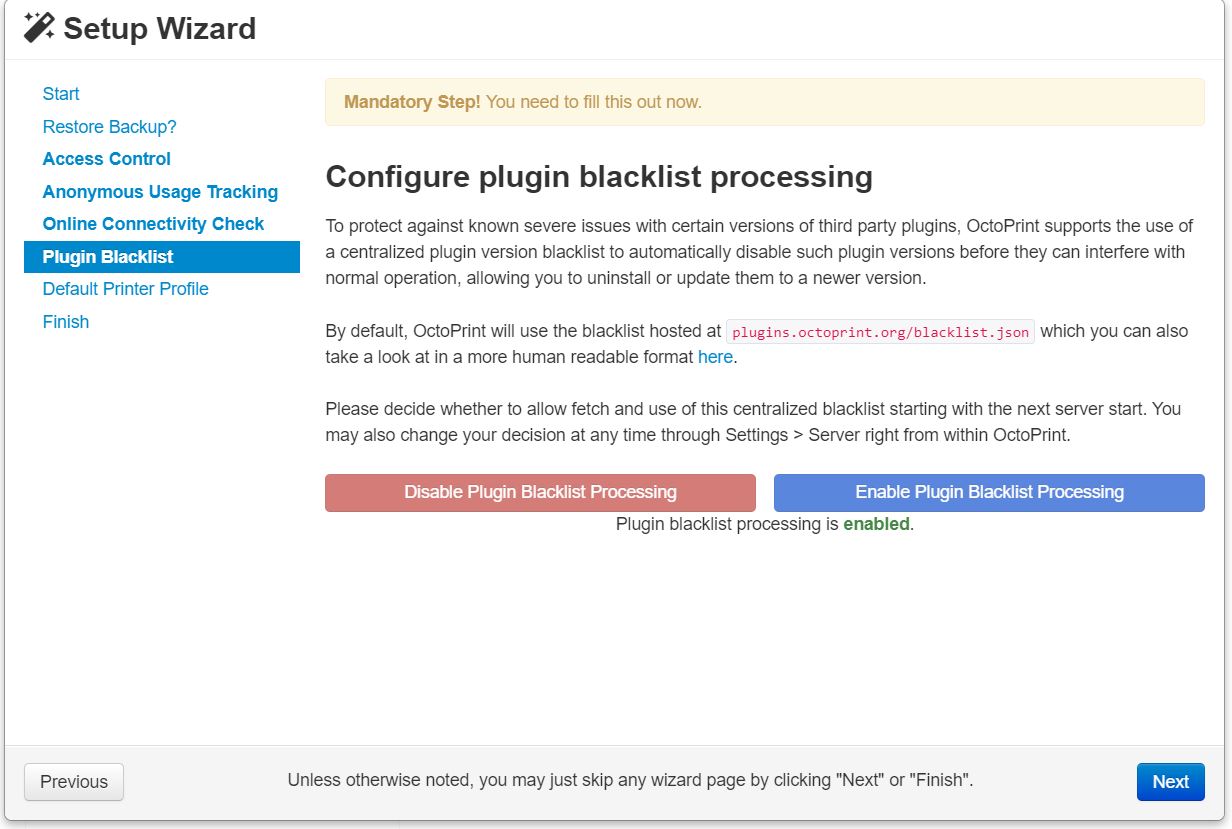 Setup Wizard
Start
Restore Backup?
Access Control
Anonymous Usage Tracking
Online Connectivity Check
Plugin Blacklist
Default Printer Profile
Finish
Mandatory Step! You need to fill this out now.
Configure plugin blacklist processing
To protect against known severe issues with certain versions of third party plugins, OctoPrint supports the use of
a centralized plugin version blacklist to automatically disable such plugin versions before they can interfere with
normal operation, allowing you to uninstall or update them to a newer version.
By default, OctoPrint will use the blacklist hosted at plugins.octoprint.org/blacklist.json which you can also
take a look at in a more human readable format here.
Please decide whether to allow fetch and use of this centralized blacklist starting with the next server start. You
may also change your decision at any time through Settings > Server right from within OctoPrint.
Disable Plugin Blacklist Processing
Enable Plugin Blacklist Processing
Plugin blacklist processing is enabled.
Previous
Unless otherwise noted, you may just skip any wizard page by clicking "Next" or "Finish".
Next